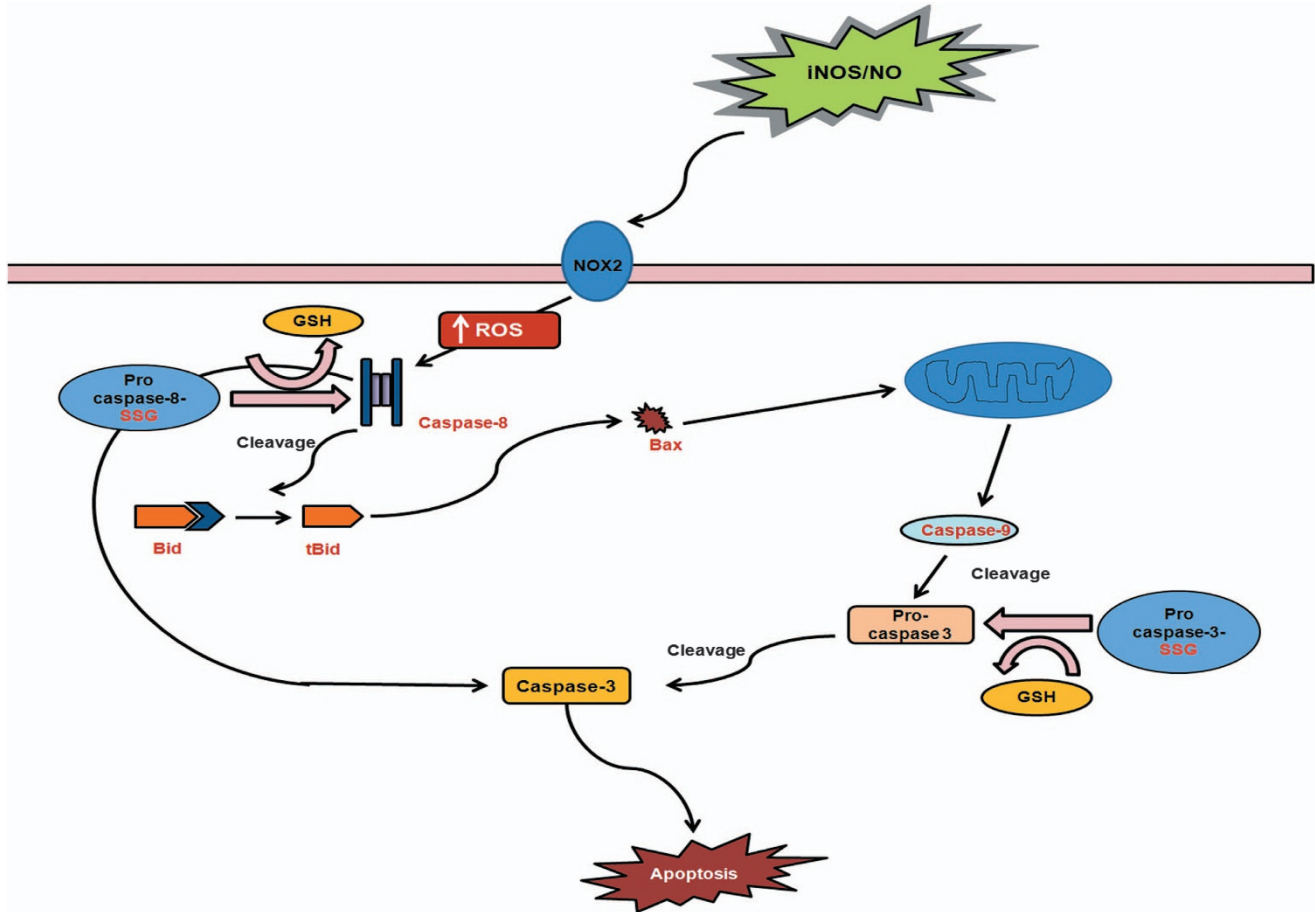 iNOS/NO
NOX2
GSH
ROS
Pro
caspase-8-
SSG
Caspase-8
Cleavage
Bax
Bid
tBid
Caspase-9
Cleavage
Pro-
caspase 3
Pro
caspase-3-
SSG
Cleavage
GSH
Caspase-3
Apoptosis